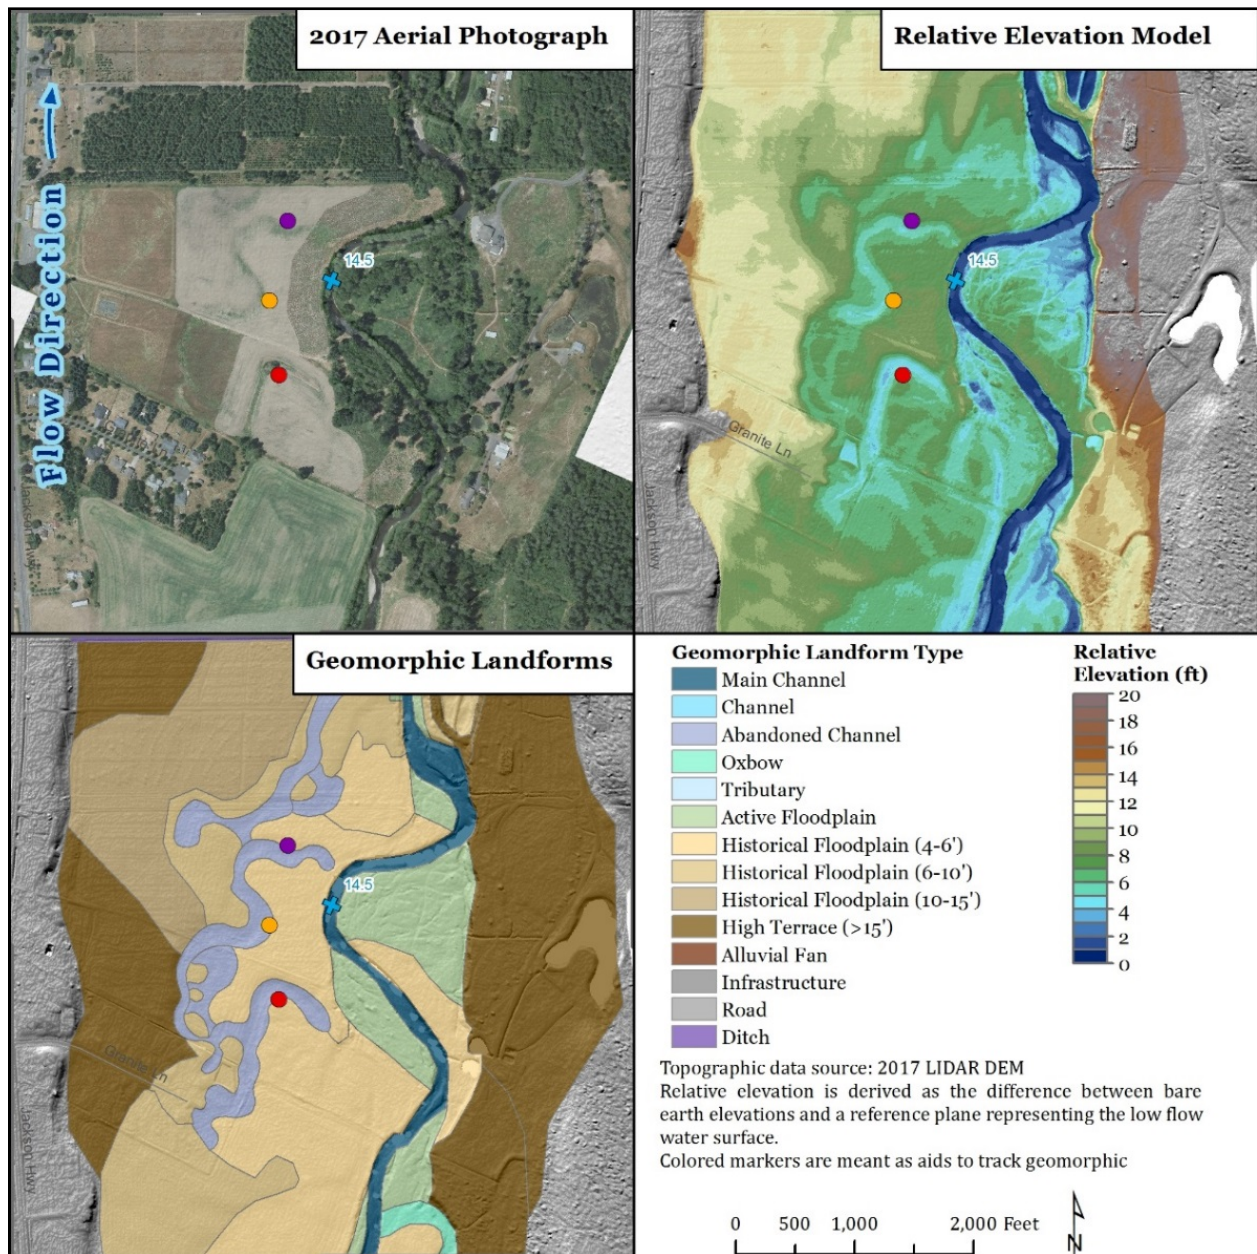 2017 Aerial Photograph
Relative Elevation Model
Flow Direction
14.5
14.5
Granite Ln
Jackson Hwy
Jackson Hwy
Geomorphic Landforms
14.5
Granite Ln
Jackson Hwy
Geomorphic Landform Type
Main Channel
Channel
Abandoned Channel
Oxbow
Tributary
Active Floodplain
Historical Floodplain (4-6')
Historical Floodplain (6-10')
Historical Floodplain (10-15')
High Terrace (>15')
Alluvial Fan
Infrastructure
Road
Ditch
Relative
Elevation (ft)
20
18
16
14
12
10
8
6
4
2
0
Topographic data source: 2017 LIDAR DEM
Relative elevation is derived as the difference between bare
earth elevations and a reference plane representing the low flow
water surface.
Colored markers are meant as aids to track geomorphic
0 500 1,000 2,000 Feet
N